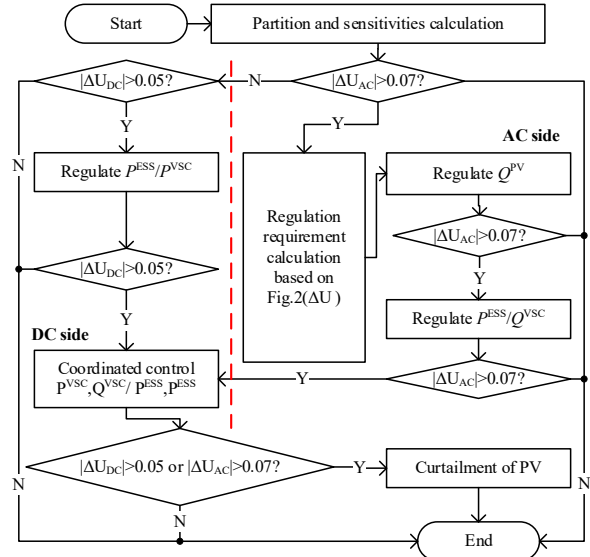 Start
Partition and sensitivities calculation
|ΔU_DC|>0.05?
N
|ΔU_AC|>0.07?
Y
Y
AC side
N
Regulate P^ESS/P^VSC
Regulation
requirement
calculation
based on
Fig.2(ΔU )
Regulate Q^PV
|ΔU_AC|>0.07?
|ΔU_DC|>0.05?
Y
Y
Regulate P^ESS/Q^VSC
DC side
Coordinated control
P^VSC,Q^VSC/ P^ESS,P^ESS
Y
|ΔU_AC|>0.07?
|ΔU_DC|>0.05 or |ΔU_AC|>0.07?
Y
Curtailment of PV
N
N
N
End